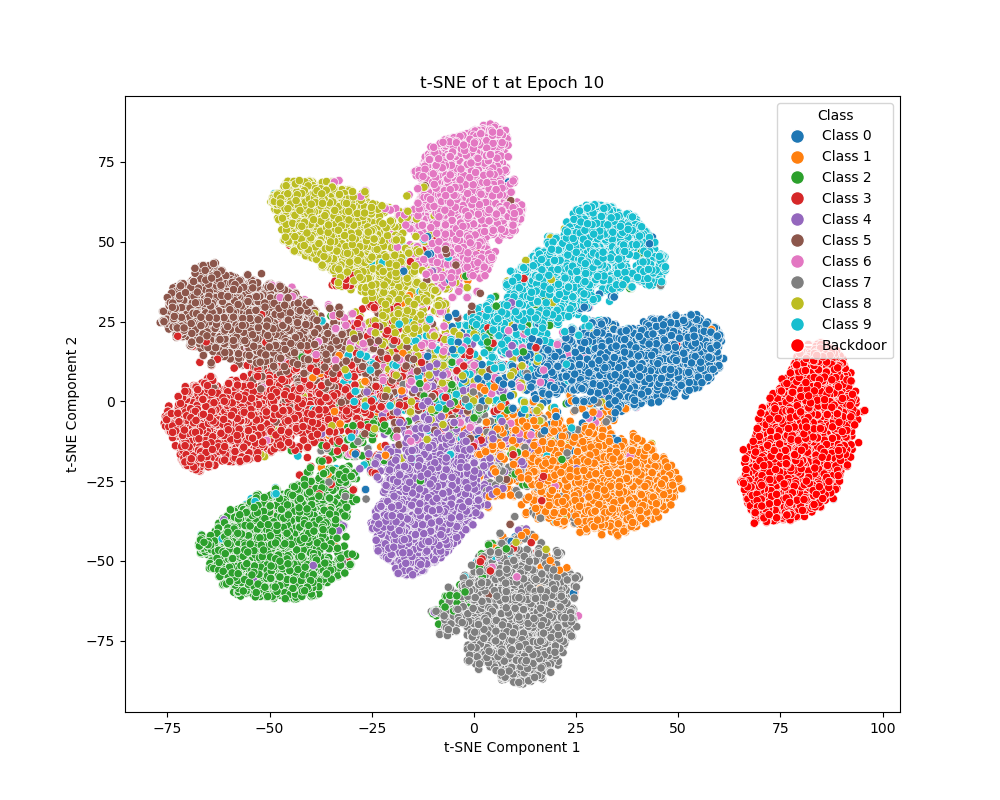 t-SNE of t at Epoch 10
Class
Class 0
Class 1
Class 2
Class 3
Class 4
Class 5
Class 6
Class 7
Class 8
Class 9
Backdoor
t-SNE Component 2
75
50
25
0
−25
−50
−75
−75 −50 −25 0 25 50 75 100
t-SNE Component 1